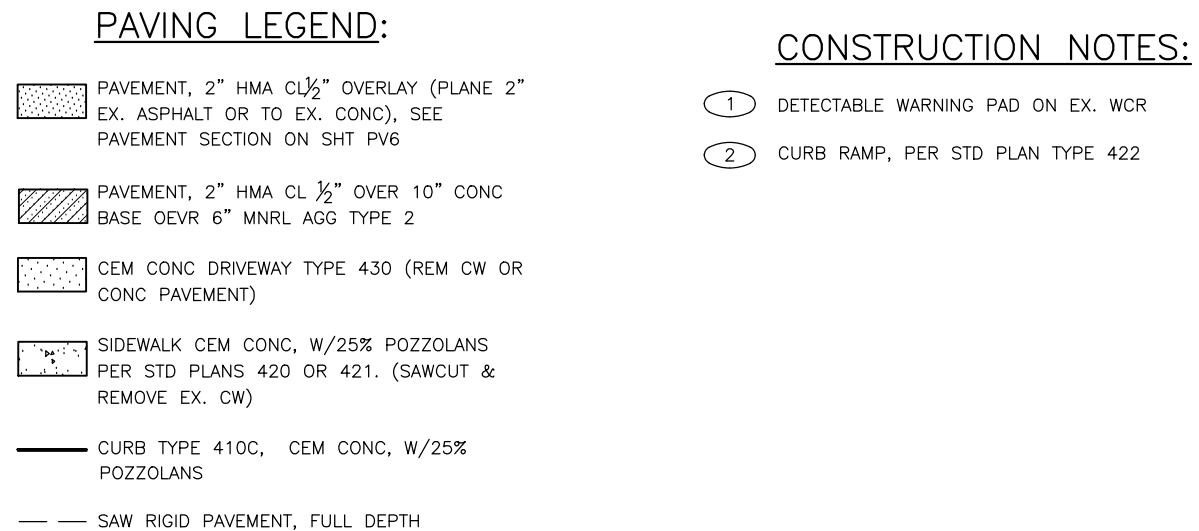 PAVING LEGEND:
PAVEMENT, 2" HMA CL½" OVERLAY (PLANE 2"
EX. ASPHALT OR TO EX. CONC), SEE
PAVEMENT SECTION ON SHT PV6
PAVEMENT, 2" HMA CL ½" OVER 10" CONC
BASE OEVR 6" MNRL AGG TYPE 2
CEM CONC DRIVEWAY TYPE 430 (REM CW OR
CONC PAVEMENT)
SIDEWALK CEM CONC, W/25% POZZOLANS
PER STD PLANS 420 OR 421. (SAWCUT &
REMOVE EX. CW)
CURB TYPE 410C, CEM CONC, W/25%
POZZOLANS
SAW RIGID PAVEMENT, FULL DEPTH
CONSTRUCTION NOTES:
1 DETECTABLE WARNING PAD ON EX. WCR
2 CURB RAMP, PER STD PLAN TYPE 422